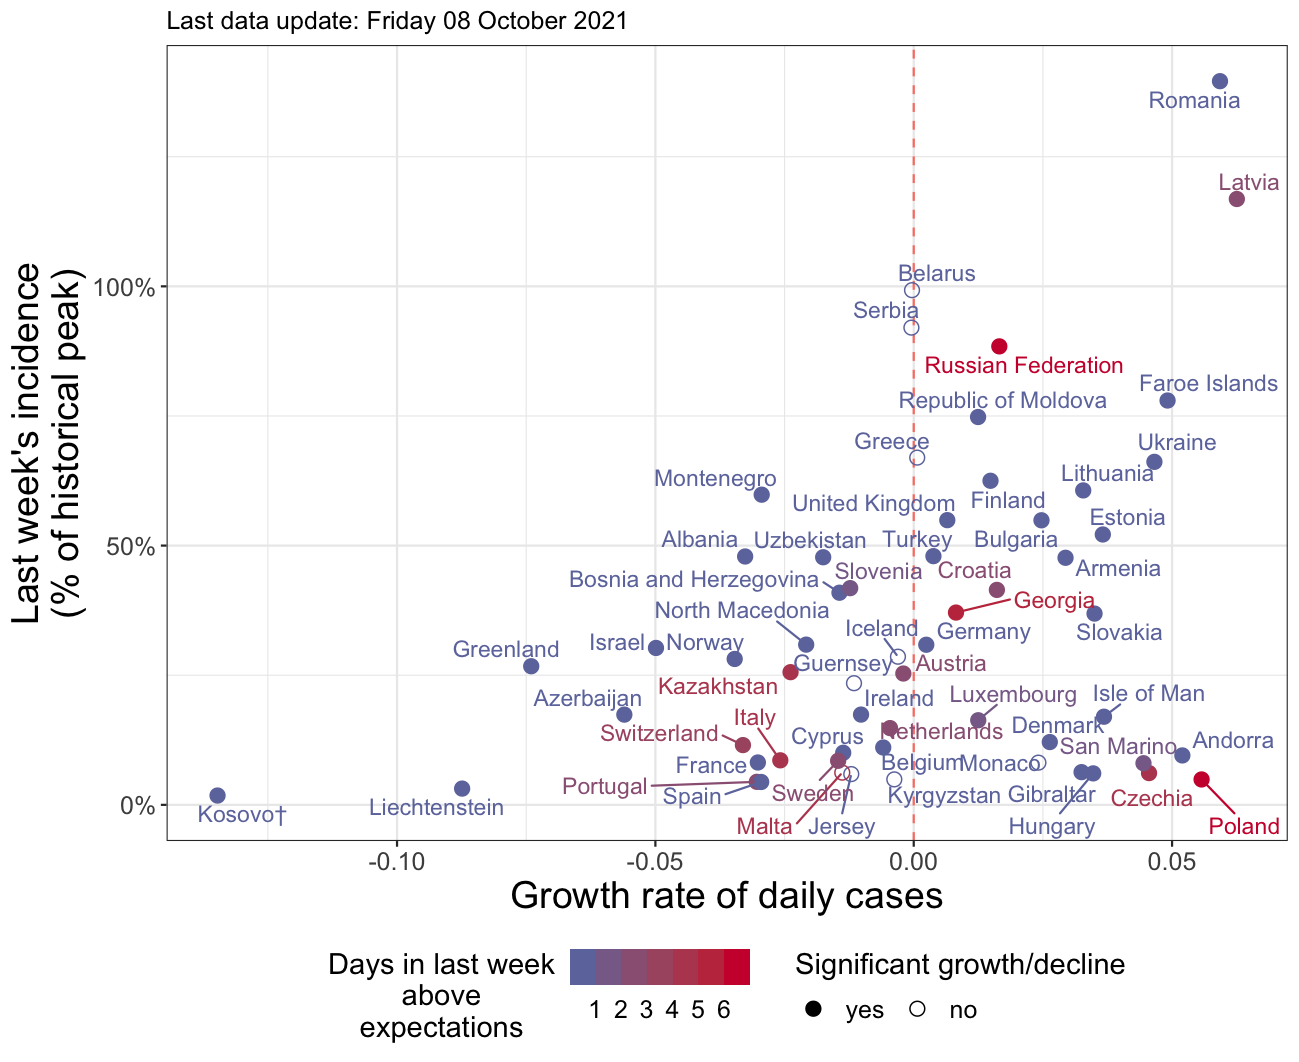 Last data update: Friday 08 October 2021
Last week's incidence
(% of historical peak)
100%
50%
0%
Romania
Latvia
Belarus
Serbia
Russian Federation
Faroe Islands
Republic of Moldova
Greece
Ukraine
Montenegro
Lithuania
United Kingdom
Finland
Estonia
Albania
Uzbekistan
Turkey
Bulgaria
Armenia
Bosnia and Herzegovina
Slovenia
Croatia
North Macedonia
Georgia
Iceland
Germany
Slovakia
Greenland
Israel
Norway
Guernsey
Austria
Kazakhstan
Azerbaijan
Ireland
Luxembourg
Isle of Man
Switzerland
Italy
Cyprus
Netherlands
Denmark
San Marino
Andorra
France
Belgium
Monaco
Portugal
Spain
Sweden
Kyrgyzstan
Gibraltar
Czechia
Kosovo†
Liechtenstein
Malta
Jersey
Hungary
Poland
-0.10
-0.05
0.00
0.05
Growth rate of daily cases
Days in last week
above
expectations
1 2 3 4 5 6
Significant growth/decline
yes
no